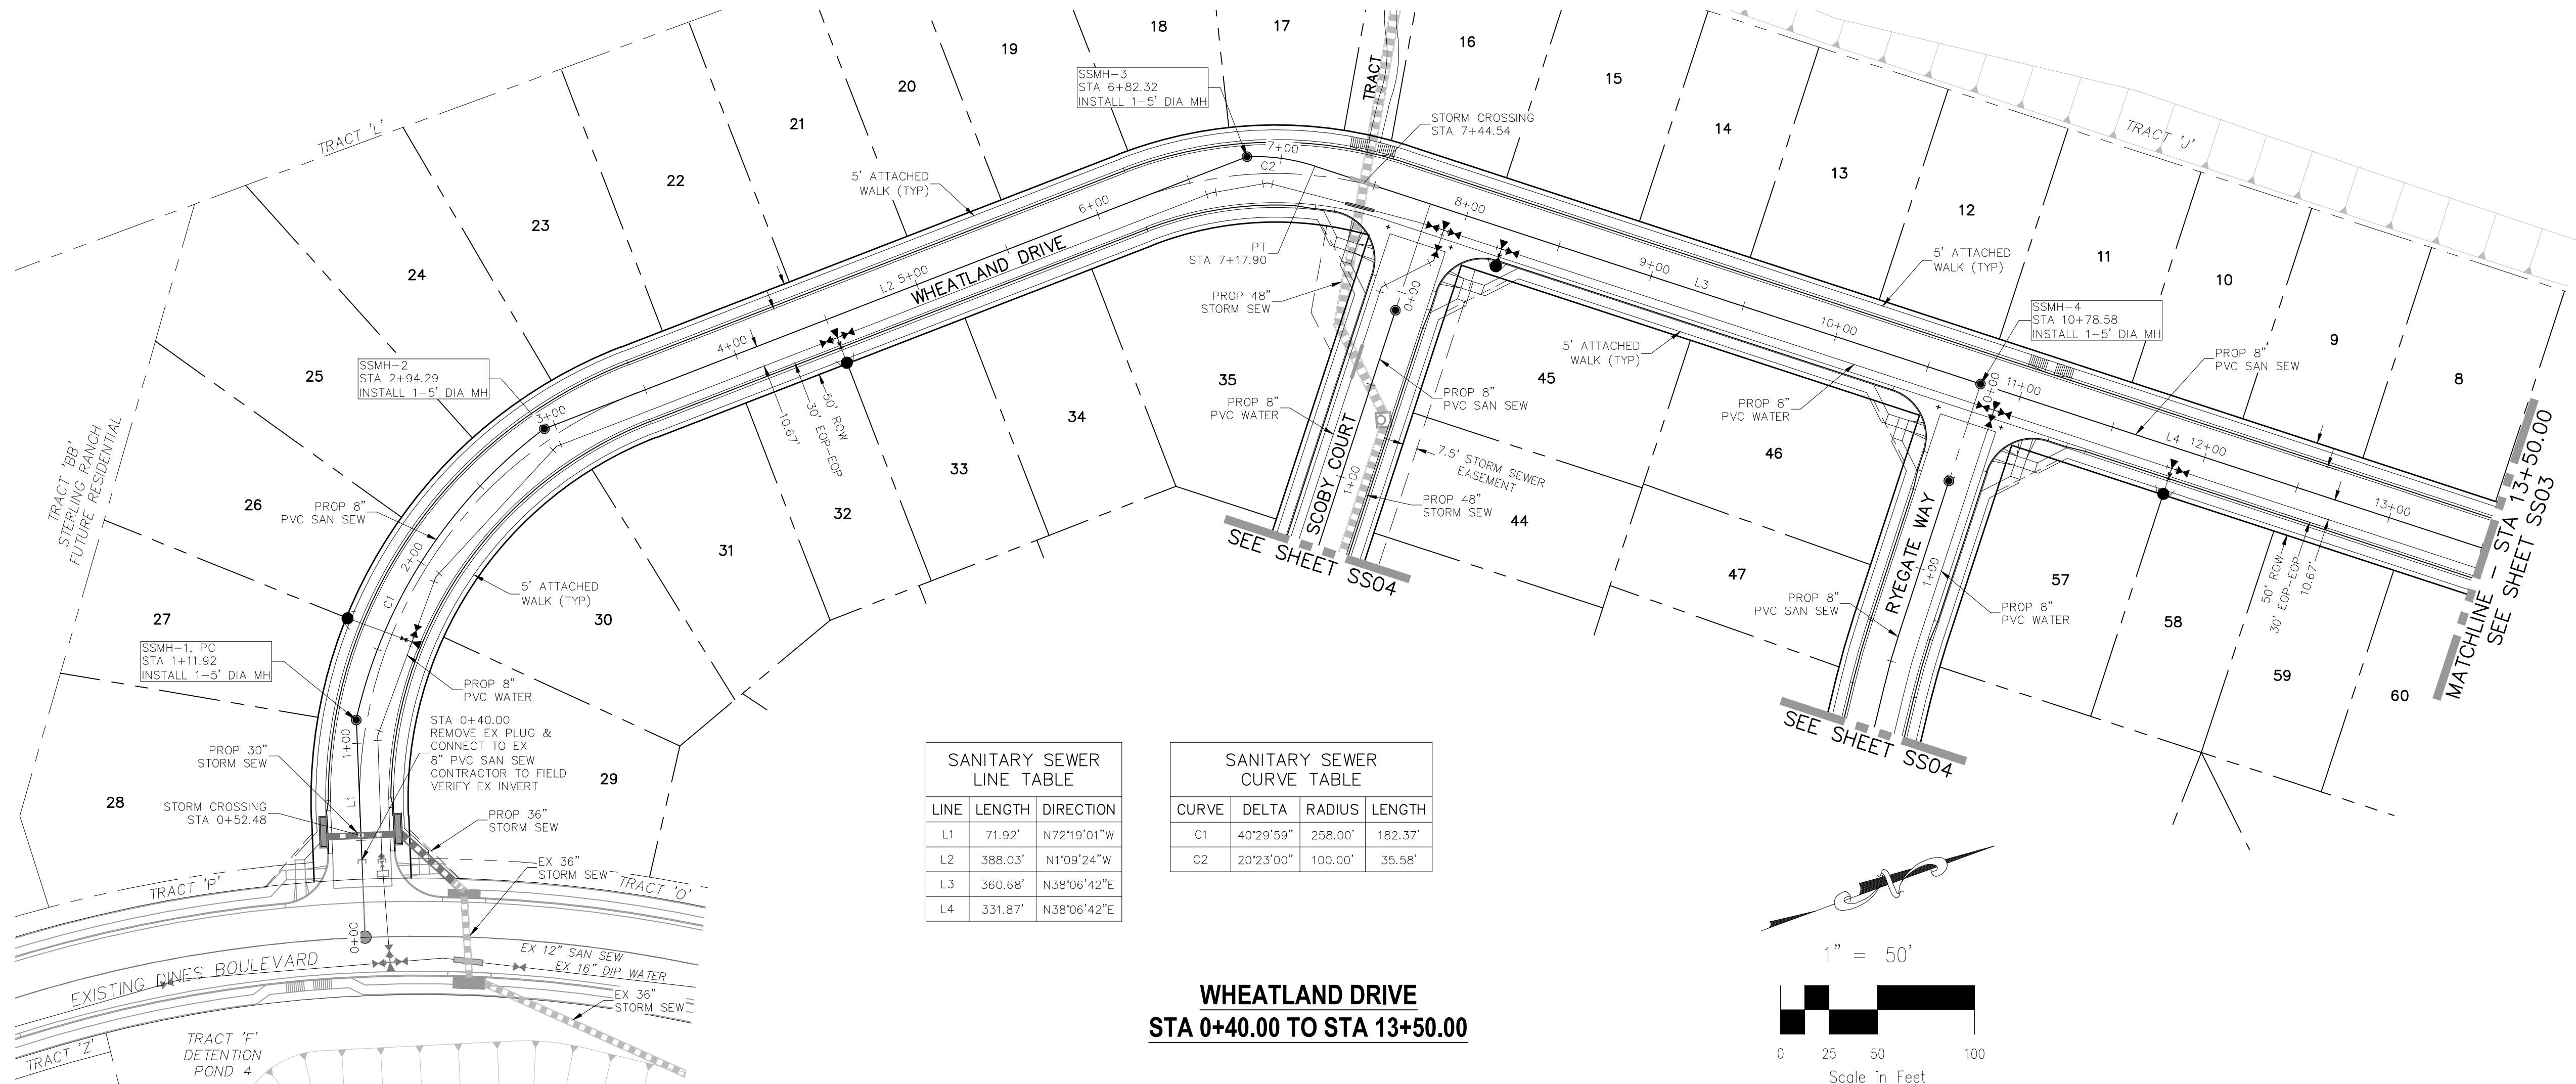 18
17
16
19
15
20
14
21
13
22
12
23
11
24
10
25
9
26
8
27
28
TRACT
TRACT 'L'
TRACT 'J'
SSMH-3
STA 6+82.32
INSTALL 1-5' DIA MH
STORM CROSSING
STA 7+44.54
5' ATTACHED
WALK (TYP)
7+00
C2
6+00
8+00
PT
STA 7+17.90
L2 5+00
WHEATLAND DRIVE
9+00
L3
5' ATTACHED
WALK (TYP)
10+00
SSMH-4
STA 10+78.58
INSTALL 1-5' DIA MH
PROP 8"
PVC SAN SEW
0+00
11+00
L4 12+00
13+00
MATCHLINE - STA 13+50.00
SEE SHEET SS03
4+00
SSMH-2
STA 2+94.29
INSTALL 1-5' DIA MH
3+00
10.67'
30' EOP-EOP
50' ROW
PROP 48"
STORM SEW
0+00
5' ATTACHED
WALK (TYP)
35
45
34
33
32
31
30
29
PROP 8"
PVC WATER
PROP 8"
PVC SAN SEW
SCOBY COURT
1+00
7.5' STORM SEWER
EASEMENT
PROP 48"
STORM SEW
44
46
47
SEE SHEET SS04
PROP 8"
PVC WATER
RYEGATE WAY
1+00
PROP 8"
PVC SAN SEW
PROP 8"
PVC WATER
SEE SHEET SS04
57
58
59
60
50' ROW
30' EOP-EOP
10.67'
TRACT 'BB'
STERLING RANCH
FUTURE RESIDENTIAL
PROP 8"
PVC SAN SEW
2+00
C1
5' ATTACHED
WALK (TYP)
SSMH-1, PC
STA 1+11.92
INSTALL 1-5' DIA MH
PROP 8"
PVC WATER
STA 0+40.00
REMOVE EX PLUG &
CONNECT TO EX
8" PVC SAN SEW
CONTRACTOR TO FIELD
VERIFY EX INVERT
1+00
L1
PROP 30"
STORM SEW
STORM CROSSING
STA 0+52.48
PROP 36"
STORM SEW
EX 36"
STORM SEW
TRACT 'P'
TRACT 'O'
0+00
EX 12" SAN SEW
EX 16" DIP WATER
EXISTING DINES BOULEVARD
EX 36"
STORM SEW
TRACT 'F'
DETENTION
POND 4
TRACT 'Z'
SANITARY SEWER
LINE TABLE
LINE LENGTH DIRECTION
L1 71.92' N72°19'01"W
L2 388.03' N1°09'24"W
L3 360.68' N38°06'42"E
L4 331.87' N38°06'42"E
SANITARY SEWER
CURVE TABLE
CURVE DELTA RADIUS LENGTH
C1 40°29'59" 258.00' 182.37'
C2 20°23'00" 100.00' 35.58'
WHEATLAND DRIVE
STA 0+40.00 TO STA 13+50.00
N
1" = 50'
0 25 50 100
Scale in Feet